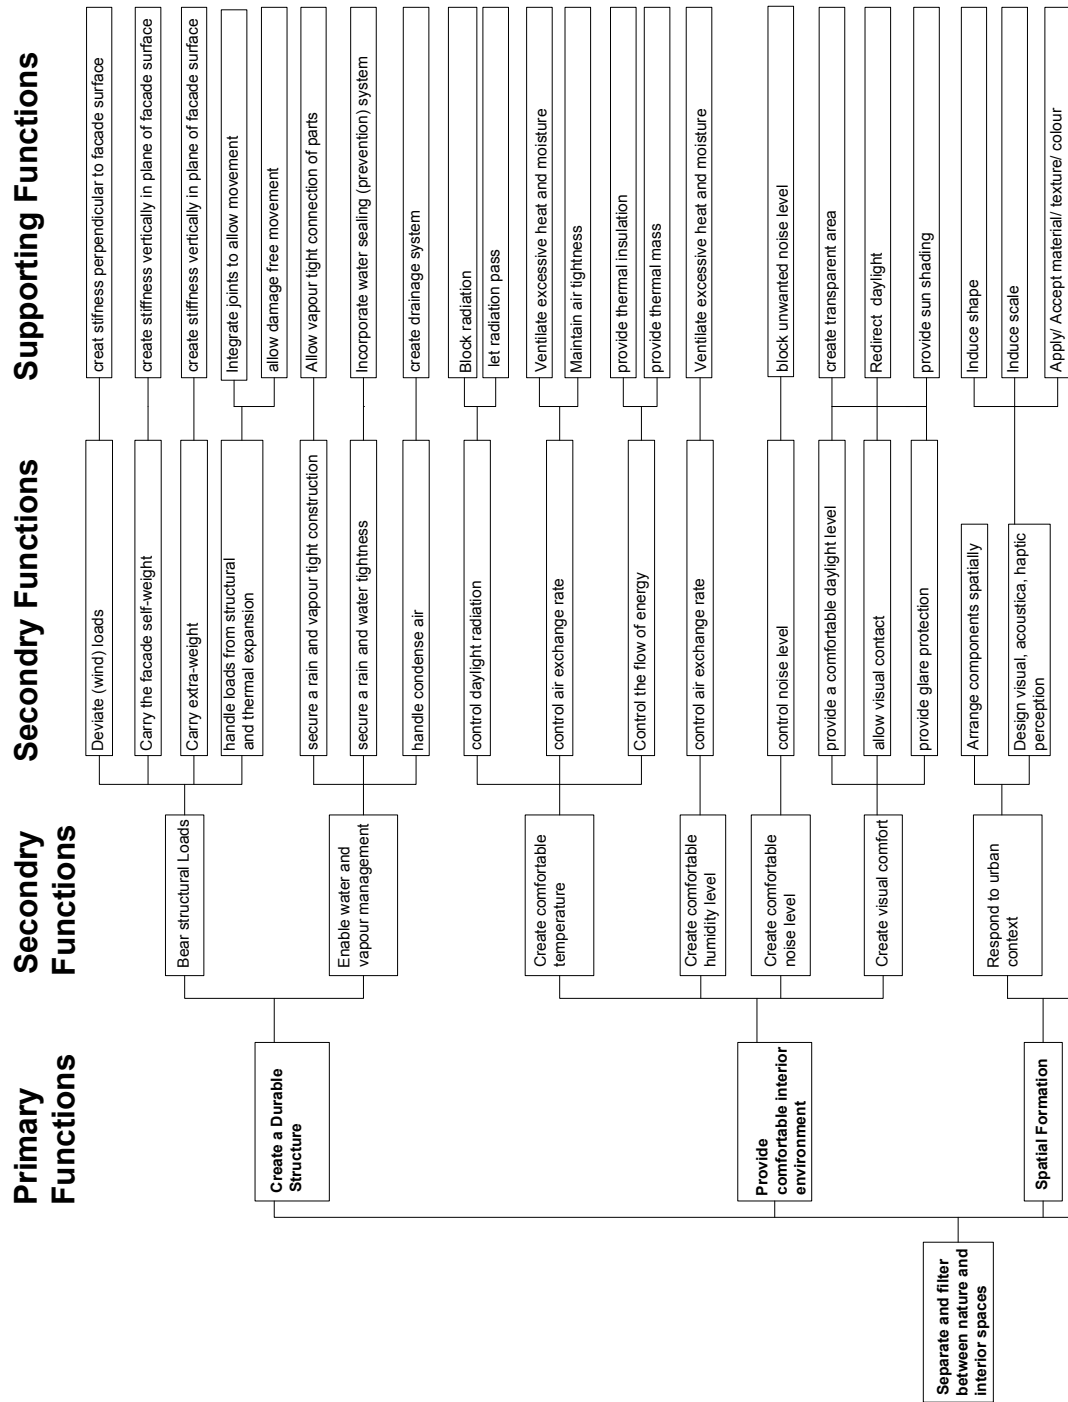 Primary
Functions
Secondry
Functions
Secondry Functions
Supporting Functions
Separate and filter
between nature and
interior spaces
Create a Durable
Structure
Provide
comfortable interior
environment
Spatial Formation
Bear structural Loads
Enable water and
vapour management
Create comfortable
temperature
Create comfortable
humidity level
Create comfortable
noise level
Create visual comfort
Respond to urban
context
Deviate (wind) loads
Carry the facade self-weight
Carry extra-weight
handle loads from structural
and thermal expansion
secure a rain and vapour tight construction
secure a rain and water tightness
handle condense air
control daylight radiation
control air exchange rate
Control the flow of energy
control air exchange rate
control noise level
provide a comfortable daylight level
allow visual contact
provide glare protection
Arrange components spatially
Design visual, acoustica, haptic
perception
creat stifness perpendicular to facade surface
create stiffness vertically in plane of facade surface
create stiffness vertically in plane of facade surface
Integrate joints to allow movement
allow damage free movement
Allow vapour tight connection of parts
Incorporate water sealing (prevention) system
create drainage system
Block radiation
let radiation pass
Ventilate excessive heat and moisture
Maintain air tightness
provide thermal insulation
provide thermal mass
Ventilate excessive heat and moisture
block unwanted noise level
create transparent area
Redirect daylight
provide sun shading
Induce shape
Induce scale
Apply/ Accept material/ texture/ colour